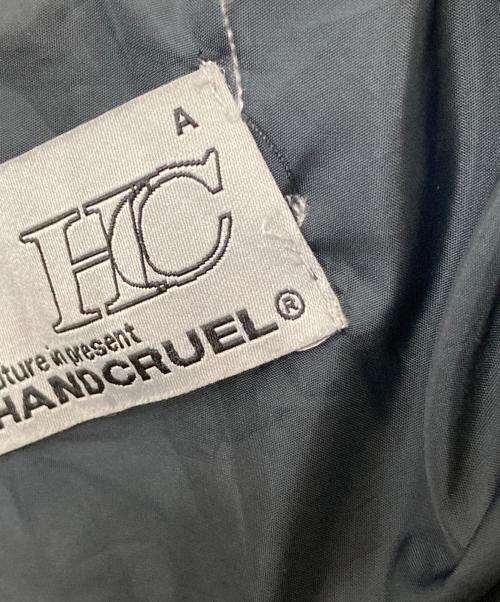 A
HC
uture in present
HANDCRUEL®